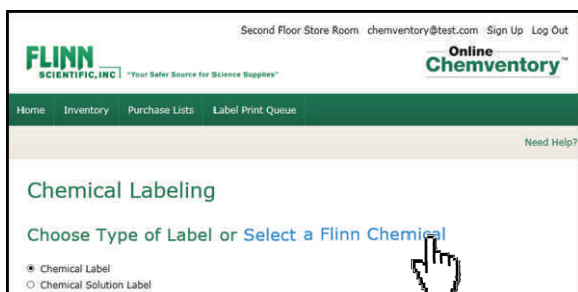 Second Floor Store Room chemventory@test.com Sign Up Log Out
FLINN
SCIENTIFIC, INC "Your Safer Source for Science Supplies"
Online
Chemventory™
Home Inventory Purchase Lists Label Print Queue
Need Help?
Chemical Labeling
Choose Type of Label or Select a Flinn Chemical
Chemical Label
Chemical Solution Label